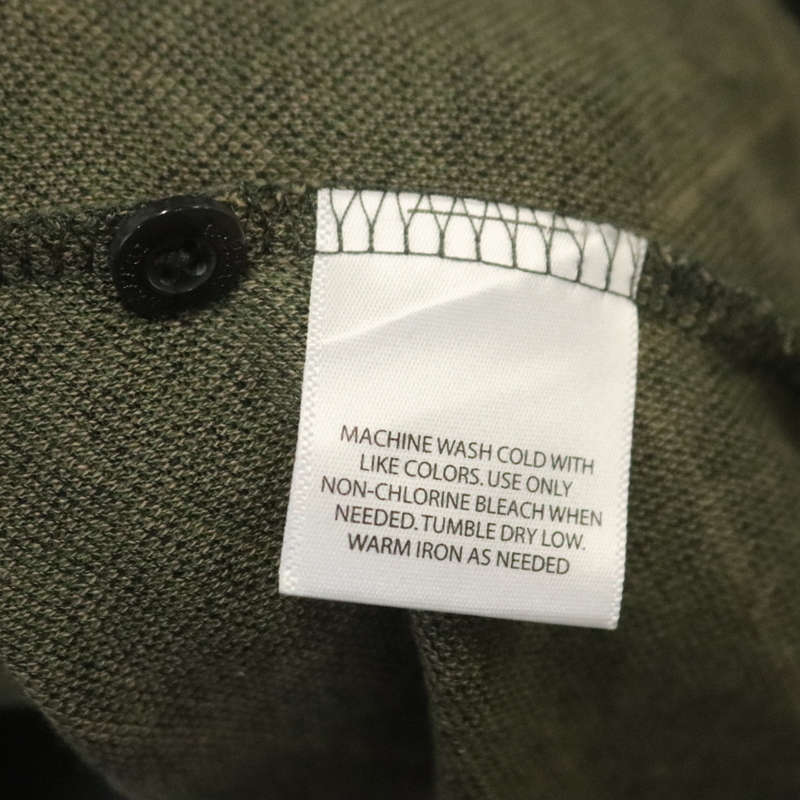 MACHINE WASH COLD WITH
LIKE COLORS. USE ONLY
NON-CHLORINE BLEACH WHEN
NEEDED. TUMBLE DRY LOW.
WARM IRON AS NEEDED